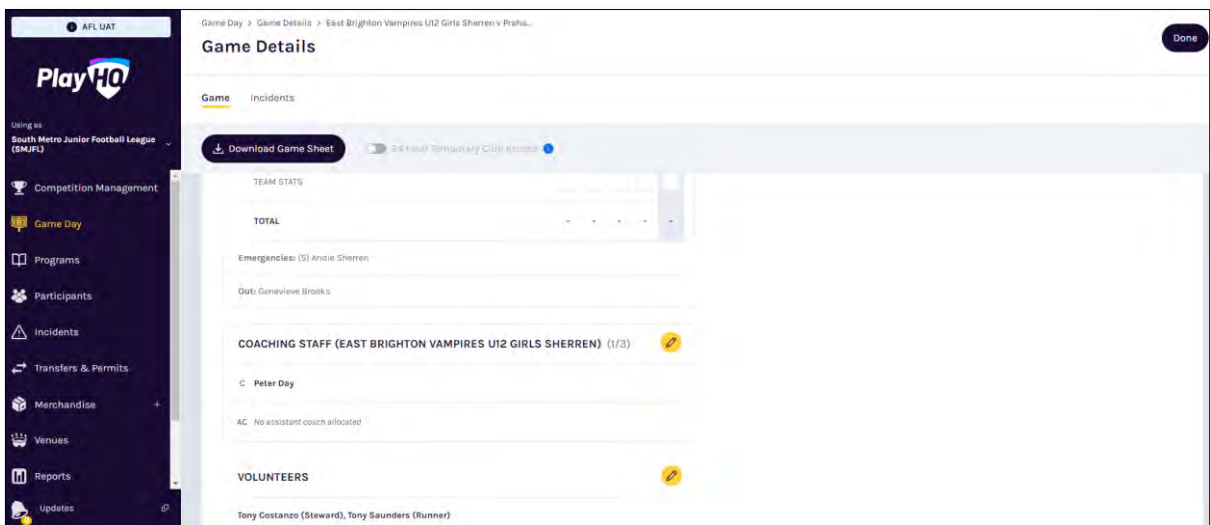 AFL UAT
PlayHQ
Using as
South Metro Junior Football League
(SMJFL)
Competition Management
Game Day
Programs
Participants
Incidents
Transfers & Permits
Merchandise +
Venues
Reports
Updates
Game Day > Game Details > East Brighton Vampires U12 Girls Sherren v Praha...
Game Details
Done
Game Incidents
Download Game Sheet 24 Hour Temporary Club Access
TEAM STATS
TOTAL - - - - -
Emergencies: (S) Angie Sherren
Out: Genevieve Brooks
COACHING STAFF (EAST BRIGHTON VAMPIRES U12 GIRLS SHERREN) (1/3)
C Peter Day
AC No assistant coach allocated
VOLUNTEERS
Tony Costanzo (Steward), Tony Saunders (Runner)